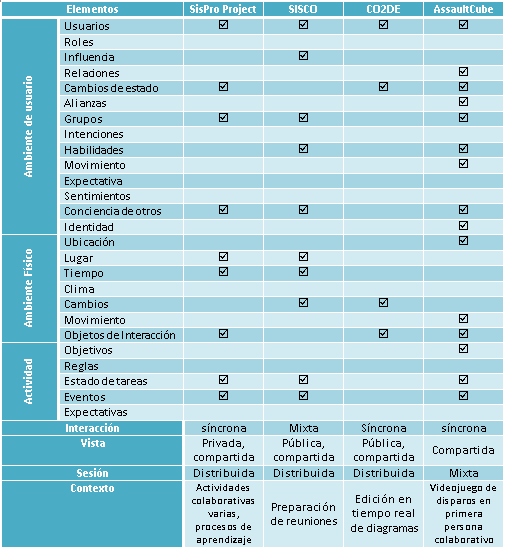 Elementos SisPro Project SISCO CO2DE AssaultCube
Ambiente de usuario
Usuarios ☑ ☑ ☑ ☑
Roles
Influencia ☑
Relaciones ☑
Cambios de estado ☑ ☑ ☑
Alianzas ☑
Grupos ☑ ☑ ☑
Intenciones
Habilidades ☑ ☑
Movimiento ☑
Expectativa
Sentimientos
Conciencia de otros ☑ ☑ ☑
Identidad ☑
Ambiente Físico
Ubicación ☑
Lugar ☑ ☑
Tiempo ☑ ☑
Clima
Cambios ☑ ☑
Movimiento ☑
Objetos de Interacción ☑ ☑ ☑
Actividad
Objetivos ☑
Reglas
Estado de tareas ☑ ☑ ☑
Eventos ☑ ☑ ☑
Expectativas
Interacción síncrona Mixta Síncrona síncrona
Vista
Privada,
compartida
Pública,
compartida
Pública,
compartida
Compartida
Sesión Distribuida Distribuida Distribuida Mixta
Contexto
Actividades
colaborativas
varias,
procesos de
aprendizaje
Preparación
de reuniones
Edición en
tiempo real
de diagramas
Videojuego de
disparos en
primera
persona
colaborativo